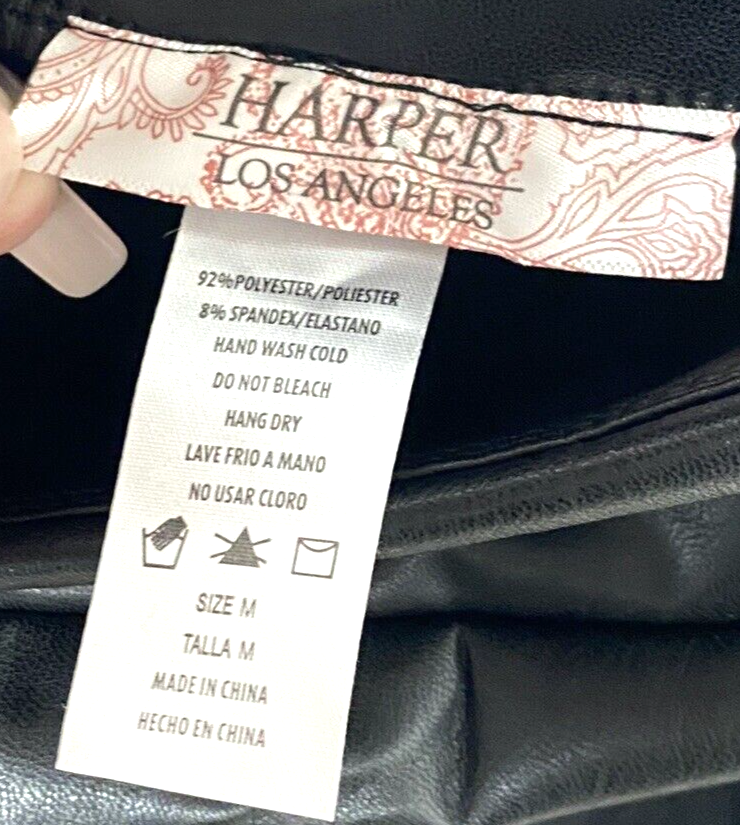 HARPER
LOS ANGELES
92%POLYESTER/POLIESTER
8% SPANDEX/ELASTANO
HAND WASH COLD
DO NOT BLEACH
HANG DRY
LAVE FRIO A MANO
NO USAR CLORO
SIZE M
TALLA M
MADE IN CHINA
HECHO EN CHINA